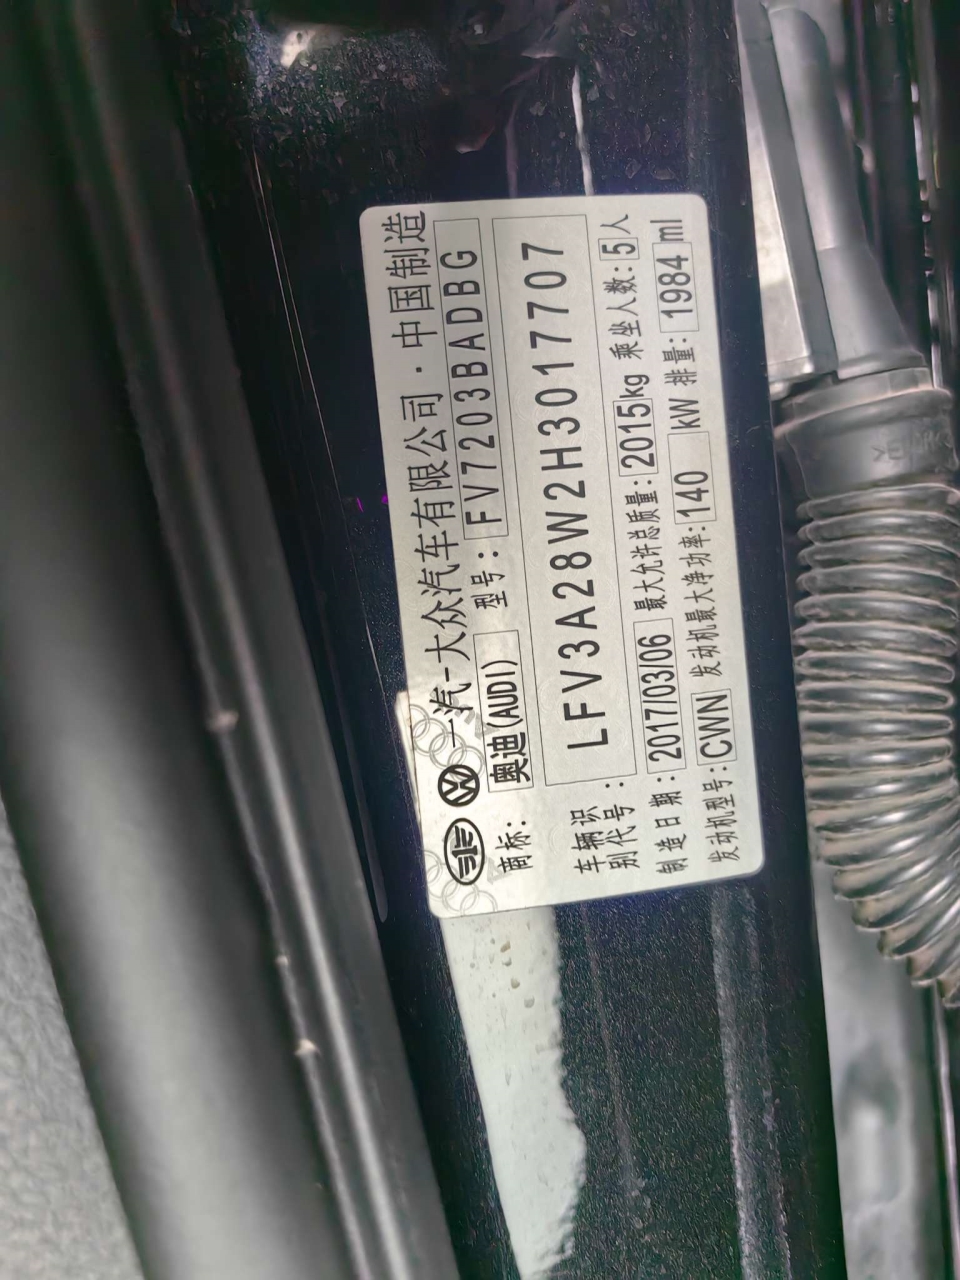 一汽-大众汽车有限公司·中国制造
商标: 奥迪(AUDI) 型号: FV7203BADBG
车辆识别代号: LFV3A28W2H3017707
制造日期: 2017/03/06 最大允许总质量: 2015kg 乘坐人数: 5人
发动机型号: CWN 发动机最大净功率: 140 kW 排量: 1984 ml